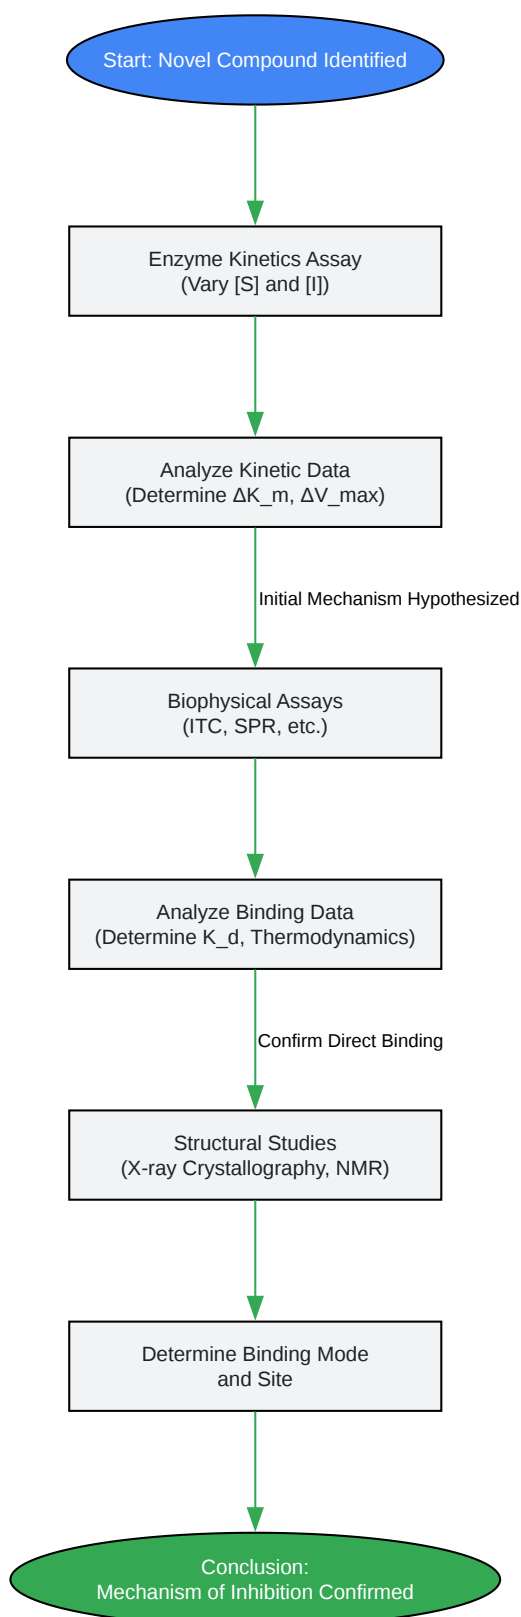 Start: Novel Compound Identified
Enzyme Kinetics Assay
(Vary [S] and [I])
Analyze Kinetic Data
(Determine ΔK_m, ΔV_max)
Initial Mechanism Hypothesized
Biophysical Assays
(ITC, SPR, etc.)
Analyze Binding Data
(Determine K_d, Thermodynamics)
Confirm Direct Binding
Structural Studies
(X-ray Crystallography, NMR)
Determine Binding Mode
and Site
Conclusion:
Mechanism of Inhibition Confirmed